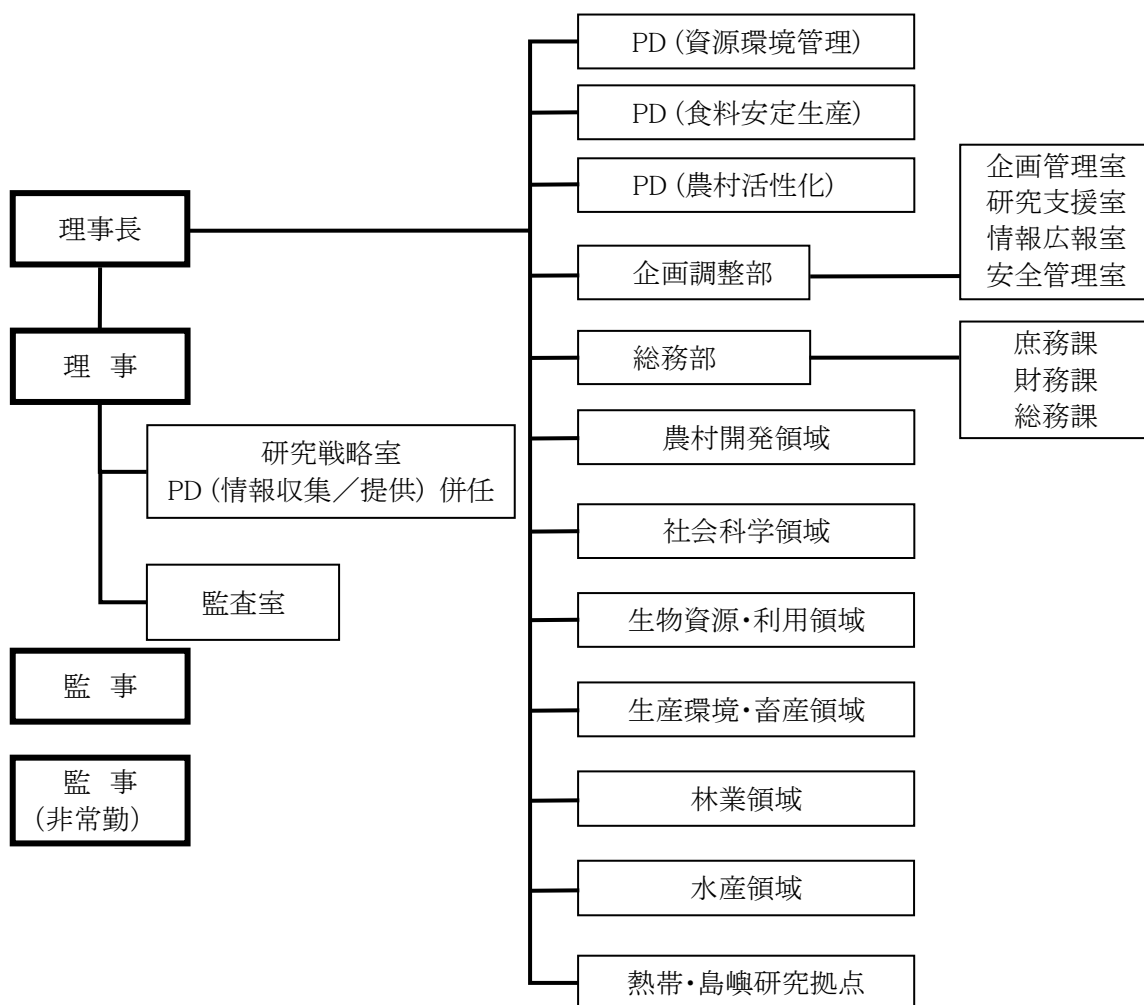 理事長
理 事
研究戦略室
PD（情報収集／提供）併任
監査室
監 事
監 事
（非常勤）
PD（資源環境管理）
PD（食料安定生産）
PD（農村活性化）
企画調整部
企画管理室
研究支援室
情報広報室
安全管理室
総務部
庶務課
財務課
総務課
農村開発領域
社会科学領域
生物資源・利用領域
生産環境・畜産領域
林業領域
水産領域
熱帯・島嶼研究拠点